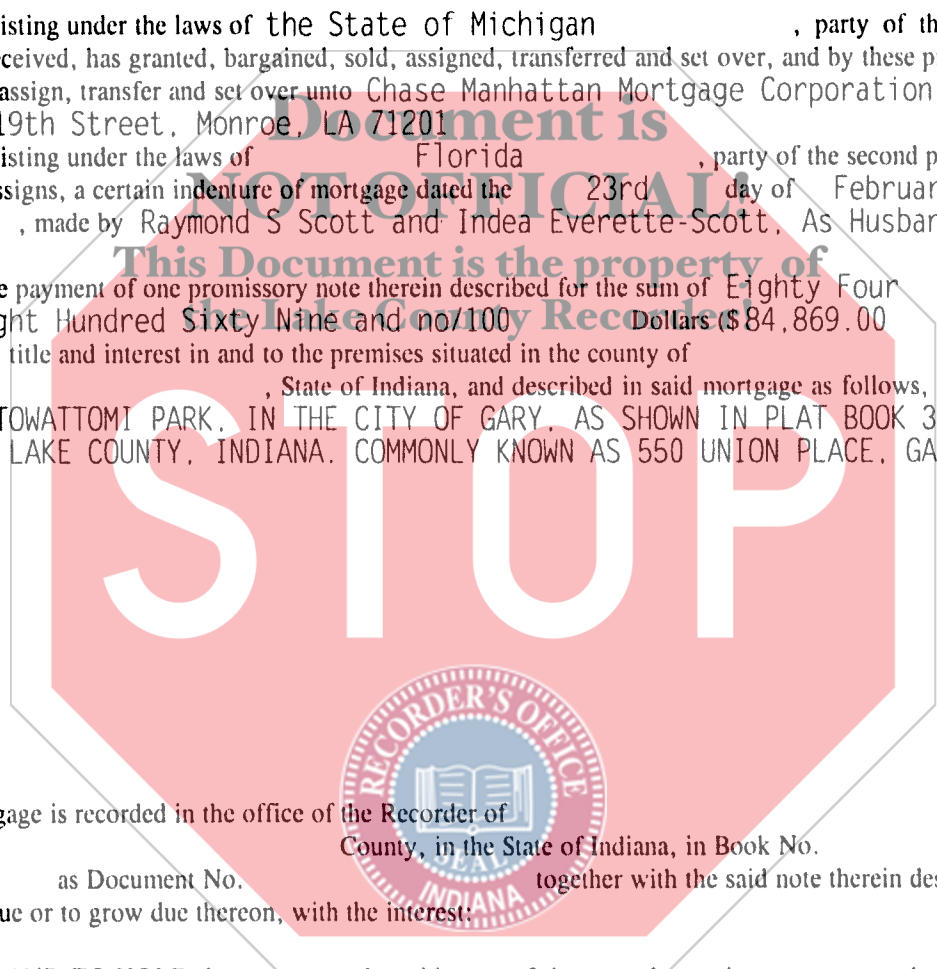 isting under the laws of the State of Michigan , party of th
ceived, has granted, bargained, sold, assigned, transferred and set over, and by these p
assign, transfer and set over unto Chase Manhattan Mortgage Corporation
19th Street, Monroe, LA 71201
Document is
isting under the laws of Florida , party of the second p
ssigns, a certain indenture of mortgage dated the 23rd day of Februar
NOT OFFICIAL!
, made by Raymond S Scott and Indea Everette-Scott, As Husban
This Document is the property of
e payment of one promissory note therein described for the sum of Eighty Four
the Lake County Recorder!
ght Hundred Sixty Nine and no/100 Dollars ($ 84,869.00
title and interest in and to the premises situated in the county of
, State of Indiana, and described in said mortgage as follows,
TOWATTOMI PARK, IN THE CITY OF GARY, AS SHOWN IN PLAT BOOK 3
LAKE COUNTY, INDIANA. COMMONLY KNOWN AS 550 UNION PLACE, GA
STOP
RECORDER'S OFFICE
gage is recorded in the office of the Recorder of
County, in the State of Indiana, in Book No.
SEAL
as Document No. together with the said note therein des
INDIANA
ue or to grow due thereon, with the interest: